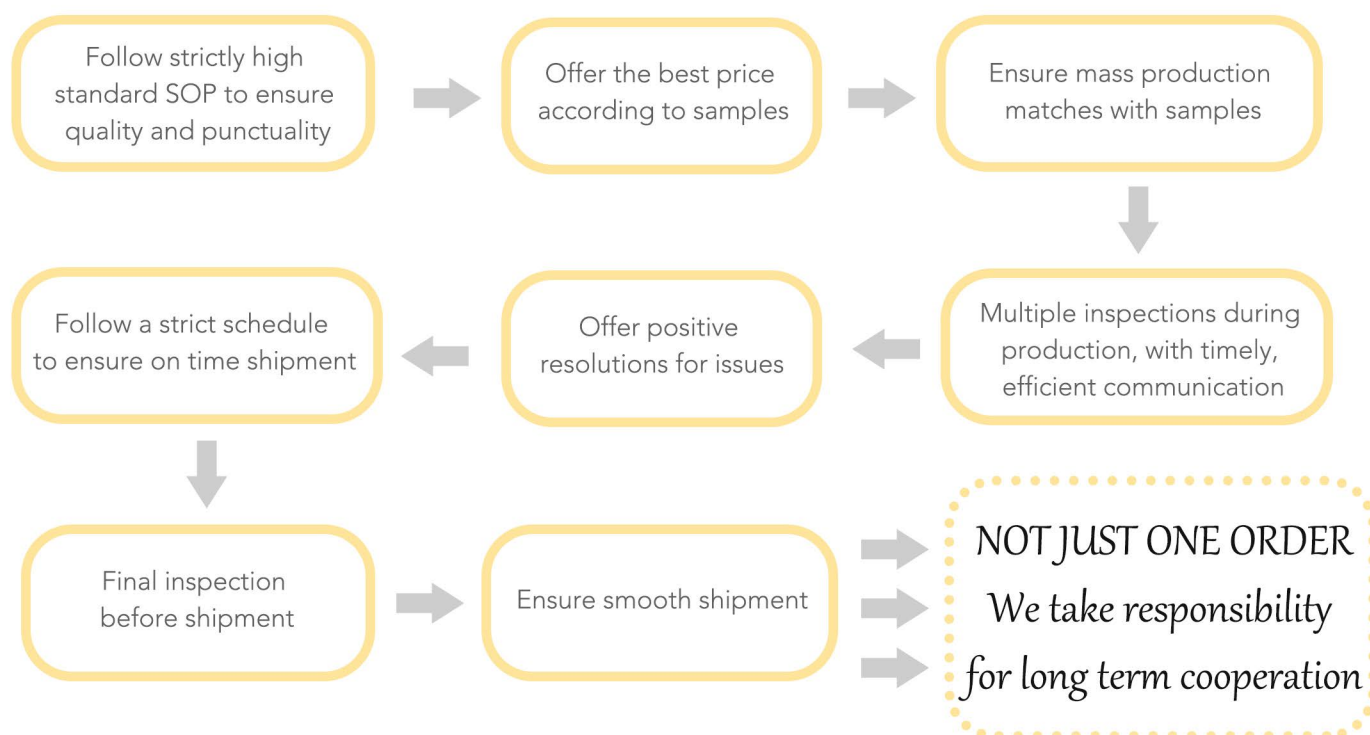 Follow strictly high
standard SOP to ensure
quality and punctuality
Offer the best price
according to samples
Ensure mass production
matches with samples
Multiple inspections during
production, with timely,
efficient communication
Offer positive
resolutions for issues
Follow a strict schedule
to ensure on time shipment
Final inspection
before shipment
Ensure smooth shipment
NOT JUST ONE ORDER
We take responsibility
for long term cooperation